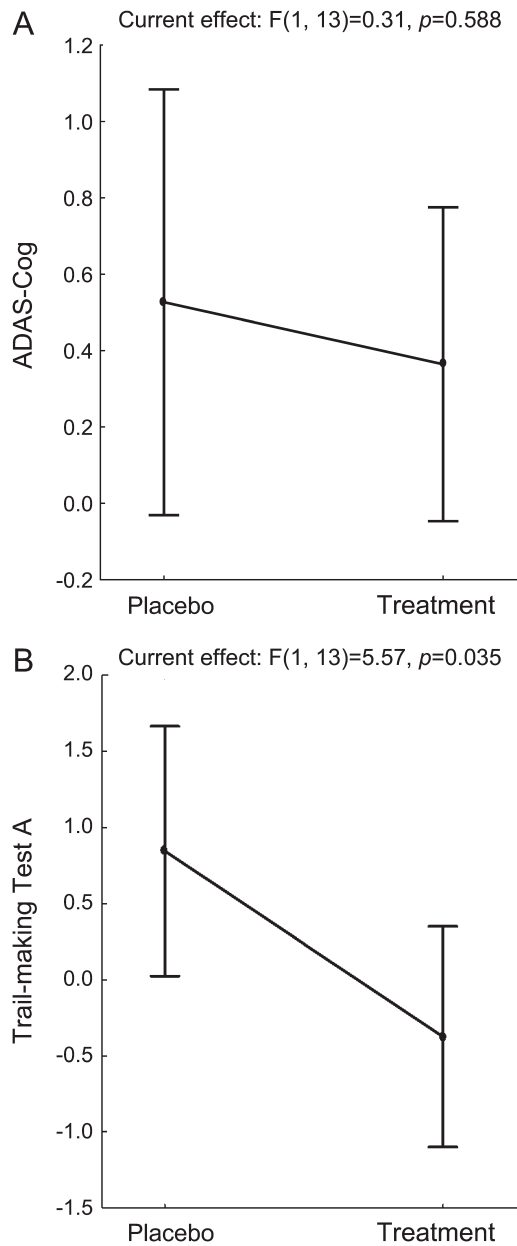 A
Current effect: F(1, 13)=0.31, p=0.588
1.2
1.0
0.8
0.6
0.4
0.2
0.0
-0.2
ADAS-Cog
Placebo
Treatment
B
Current effect: F(1, 13)=5.57, p=0.035
2.0
1.5
1.0
0.5
0.0
-0.5
-1.0
-1.5
Trail-making Test A
Placebo
Treatment